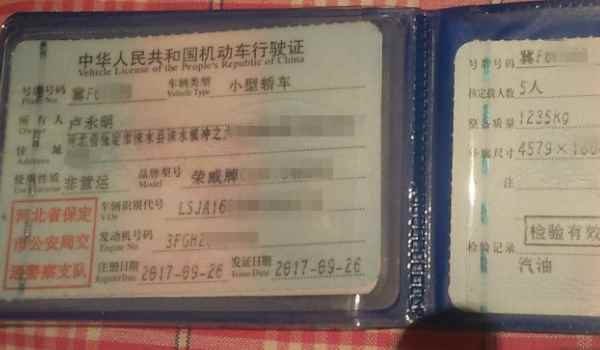 中华人民共和国机动车行驶证
Vehicle License of the People's Republic of China
号牌号码 冀F6 车辆类型 小型轿车
Plate No. Vehicle Type
所有人 卢永明
Owner
住址 河北省保定市涞水县涞水镇冲之大
Address
使用性质 非营运 品牌型号 荣威牌
Use Character Model
河北省保定
市公安局交
通警察支队
车辆识别代号 LSJA16
VIN
发动机号码 3FGH2
Engine No.
注册日期 2017-09-26 发证日期 2017-09-26
Register Date Issue Date
号牌号码 冀F6
核定载人数 5人
整备质量 1235KG
外廓尺寸 4579×
注
检验有效
检验记录
汽油